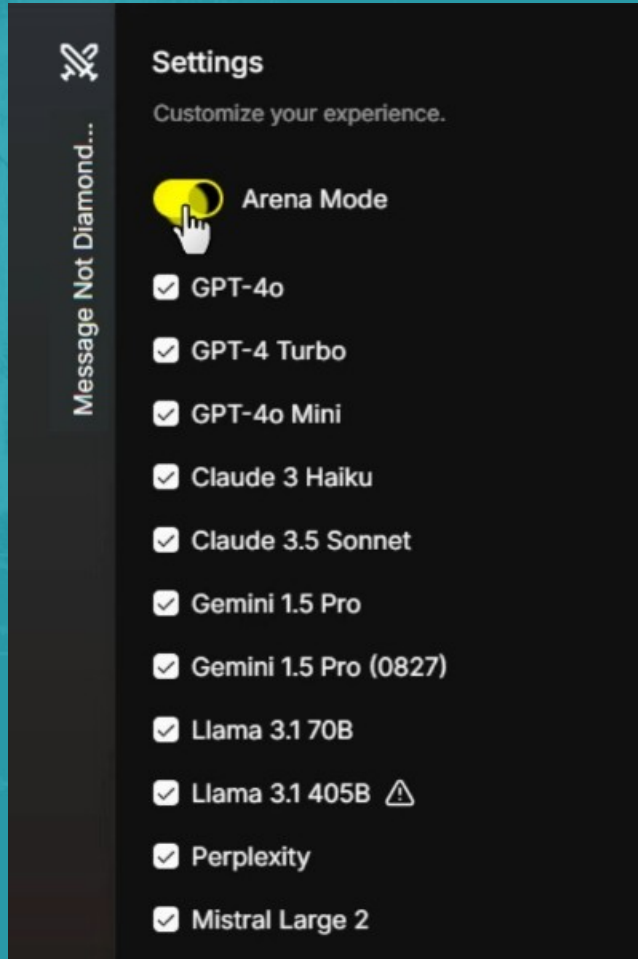 Settings
Customize your experience.
Message Not Diamond...
Arena Mode
GPT-4o
GPT-4 Turbo
GPT-4o Mini
Claude 3 Haiku
Claude 3.5 Sonnet
Gemini 1.5 Pro
Gemini 1.5 Pro (0827)
Llama 3.1 70B
Llama 3.1 405B
Perplexity
Mistral Large 2